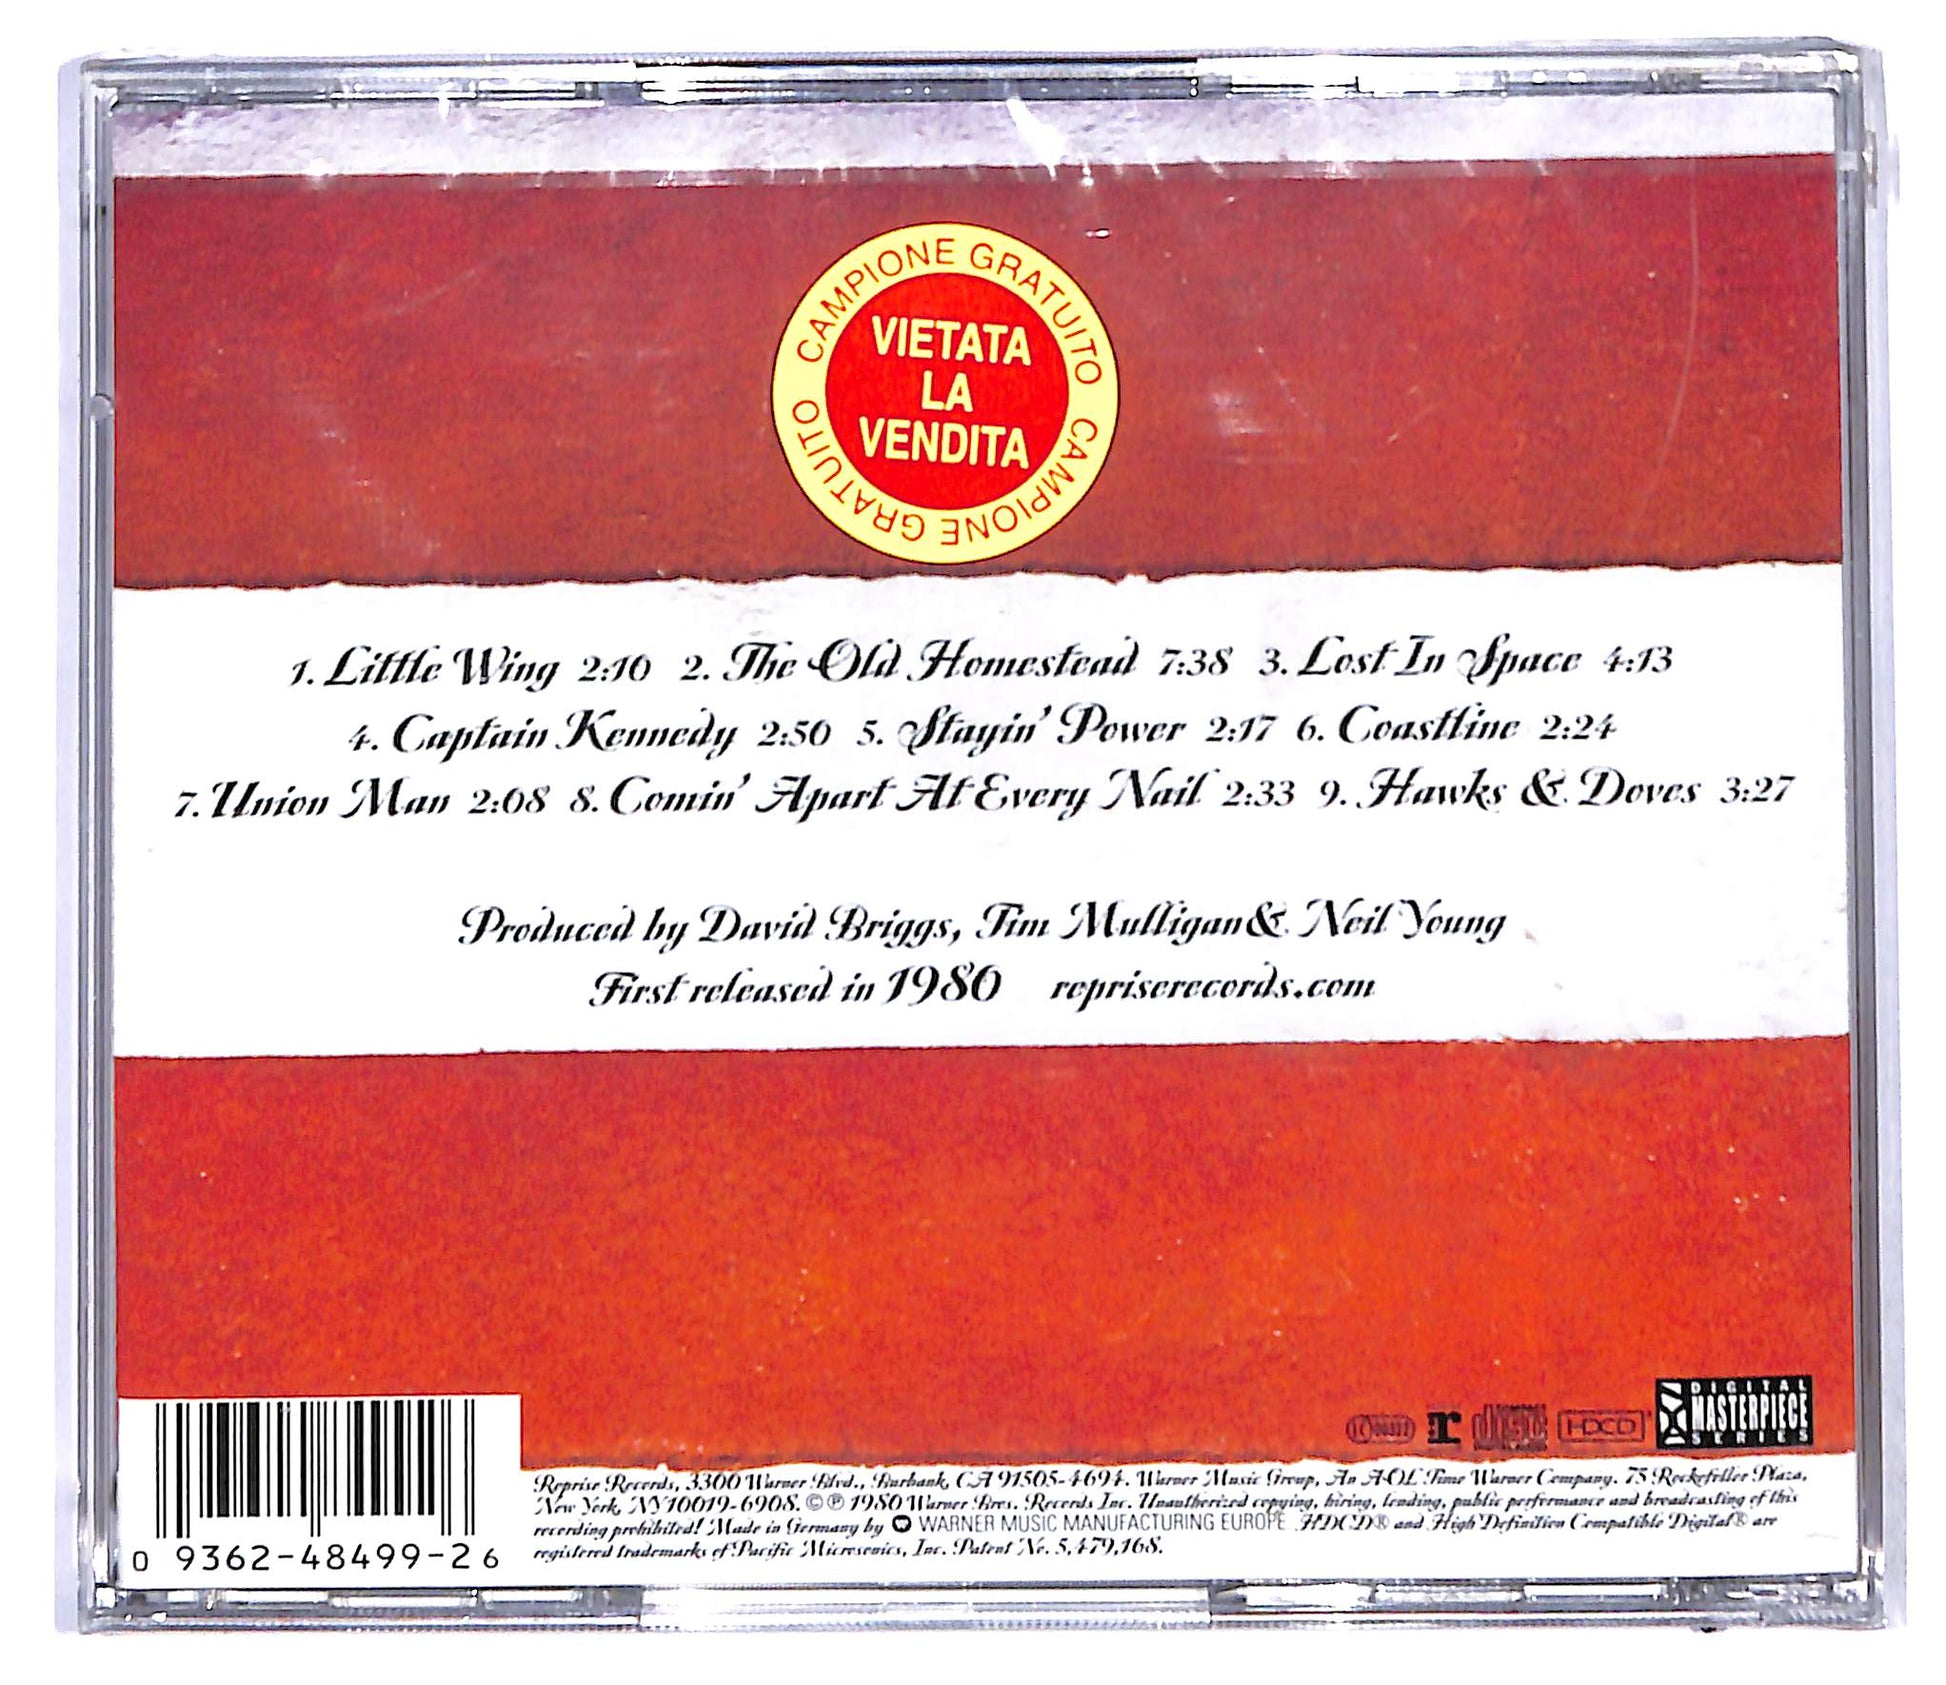 CAMPIONE GRATUITO CAMPIONE GRATUITO
VIETATA
LA
VENDITA
1. Little Wing 2:10 2. The Old Homestead 7:38 3. Lost In Space 4:13
4. Captain Kennedy 2:50 5. Stayin' Power 2:17 6. Coastline 2:24
7. Union Man 2:08 8. Comin' Apart At Every Nail 2:33 9. Hawks & Doves 3:27
Produced by David Briggs, Tim Mulligan & Neil Young
First released in 1980 repriserecords.com
r HDCD DIGITAL
MASTERPIECE
SERIES
Reprise Records, 3300 Warner Blvd., Burbank, CA 91505-4694. Warner Music Group, An AOL Time Warner Company. 75 Rockefeller Plaza,
New York, NY 10019-6908. ©℗ 1980 Warner Bros. Records Inc. Unauthorized copying, hiring, lending, public performance and broadcasting of this
recording prohibited! Made in Germany by WARNER MUSIC MANUFACTURING EUROPE HDCD® and High Definition Compatible Digital® are
registered trademarks of Pacific Microsonics, Inc. Patent No. 5,479,168.
0 9362-48499-2 6